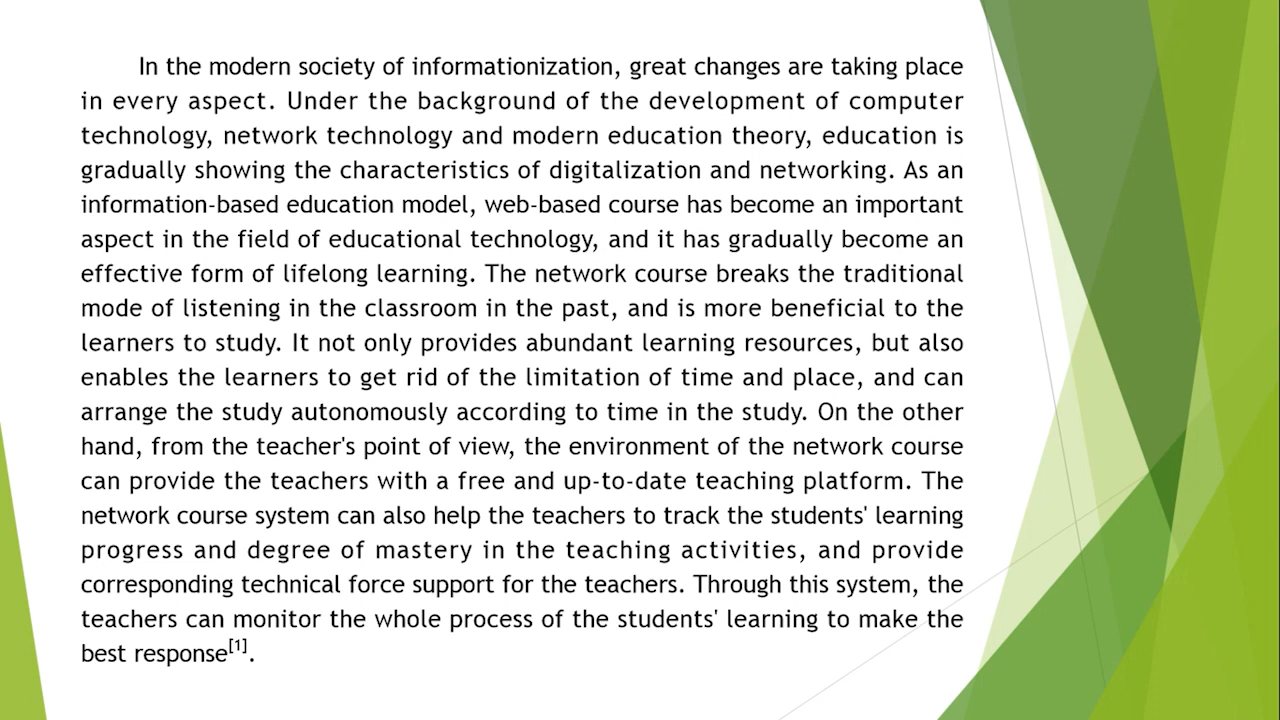 In the modern society of informationization, great changes are taking place
in every aspect. Under the background of the development of computer
technology, network technology and modern education theory, education is
gradually showing the characteristics of digitalization and networking. As an
information-based education model, web-based course has become an important
aspect in the field of educational technology, and it has gradually become an
effective form of lifelong learning. The network course breaks the traditional
mode of listening in the classroom in the past, and is more beneficial to the
learners to study. It not only provides abundant learning resources, but also
enables the learners to get rid of the limitation of time and place, and can
arrange the study autonomously according to time in the study. On the other
hand, from the teacher's point of view, the environment of the network course
can provide the teachers with a free and up-to-date teaching platform. The
network course system can also help the teachers to track the students' learning
progress and degree of mastery in the teaching activities, and provide
corresponding technical force support for the teachers. Through this system, the
teachers can monitor the whole process of the students' learning to make the
best response[1].